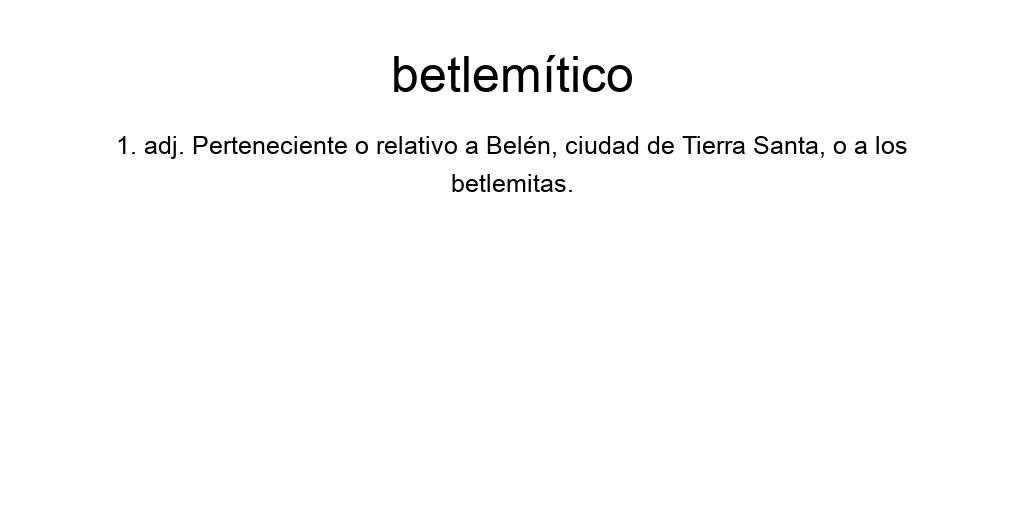 betlemítico
1. adj. Perteneciente o relativo a Belén, ciudad de Tierra Santa, o a los
betlemitas.